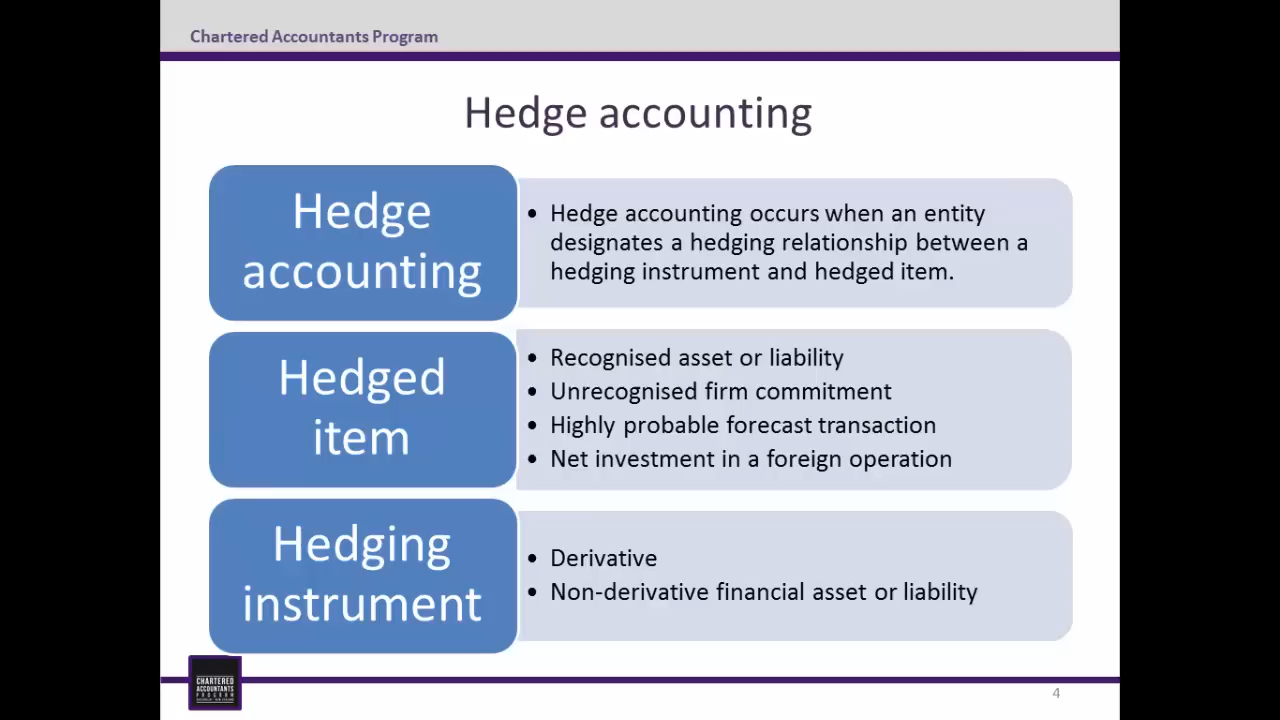 Chartered Accountants Program
Hedge accounting
Hedge
accounting
• Hedge accounting occurs when an entity
designates a hedging relationship between a
hedging instrument and hedged item.
Hedged
item
• Recognised asset or liability
• Unrecognised firm commitment
• Highly probable forecast transaction
• Net investment in a foreign operation
Hedging
instrument
• Derivative
• Non-derivative financial asset or liability
CHARTERED
ACCOUNTANTS
PROGRAM
4